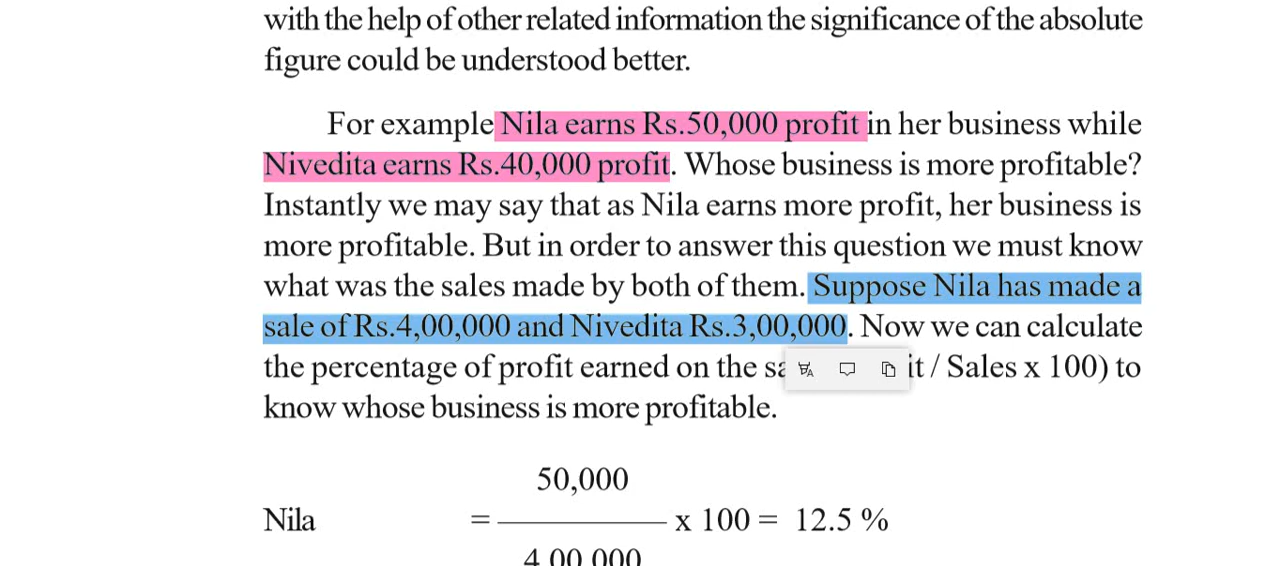 with the help of other related information the significance of the absolute
figure could be understood better.
For example Nila earns Rs.50,000 profit in her business while
Nivedita earns Rs.40,000 profit. Whose business is more profitable?
Instantly we may say that as Nila earns more profit, her business is
more profitable. But in order to answer this question we must know
what was the sales made by both of them. Suppose Nila has made a
sale of Rs.4,00,000 and Nivedita Rs.3,00,000. Now we can calculate
the percentage of profit earned on the it / Sales x 100) to
know whose business is more profitable.
50,000
Nila = x 100 = 12.5 %
4,00,000